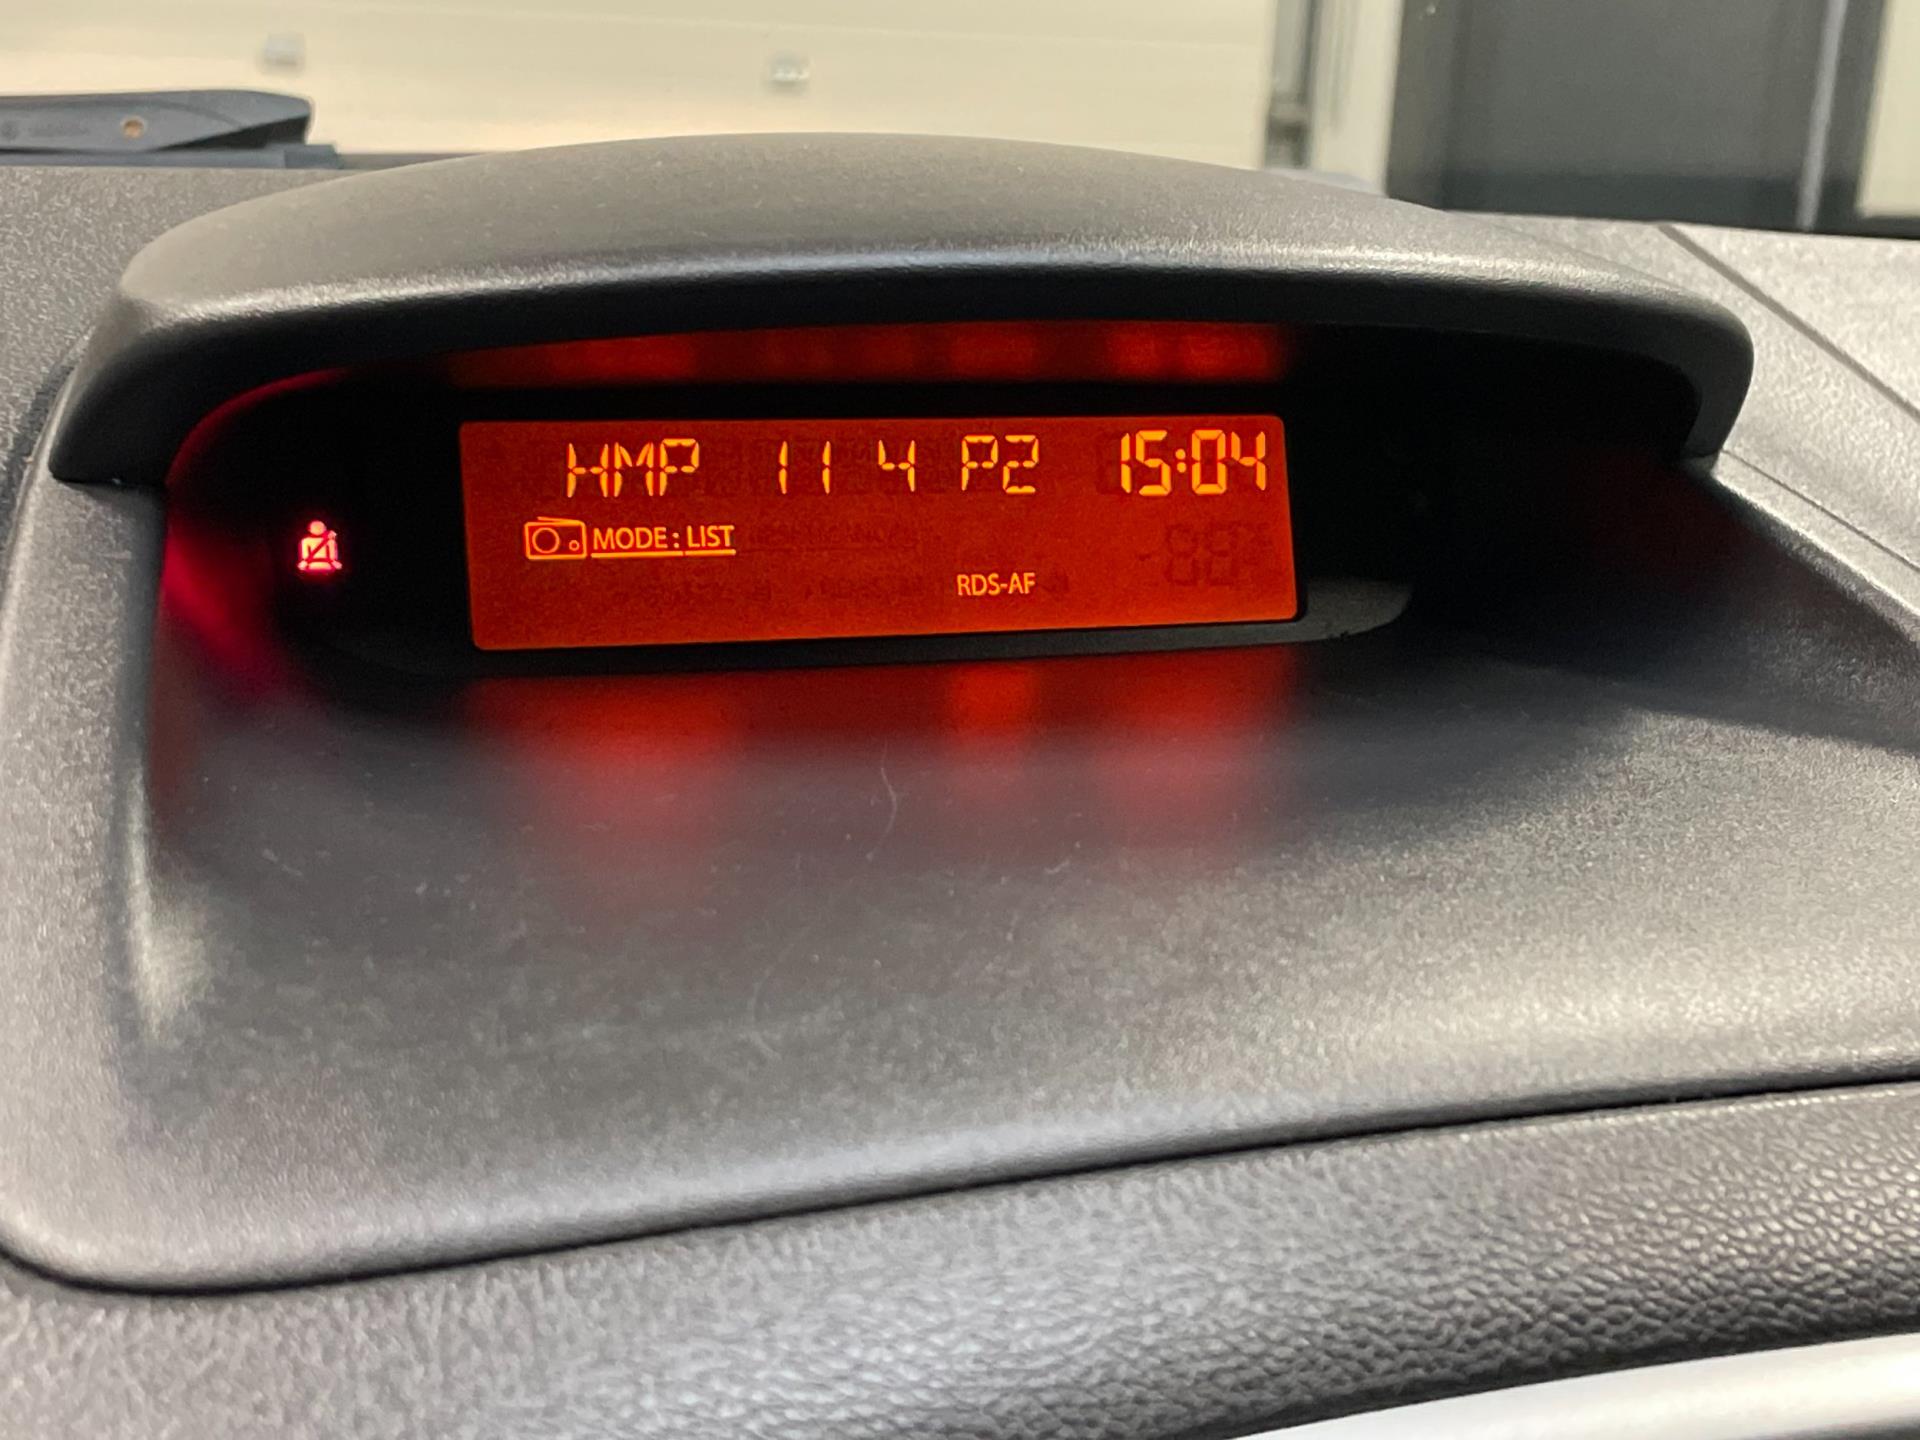 HMP 11 4 P2 15:04
MODE: LIST
RDS-AF